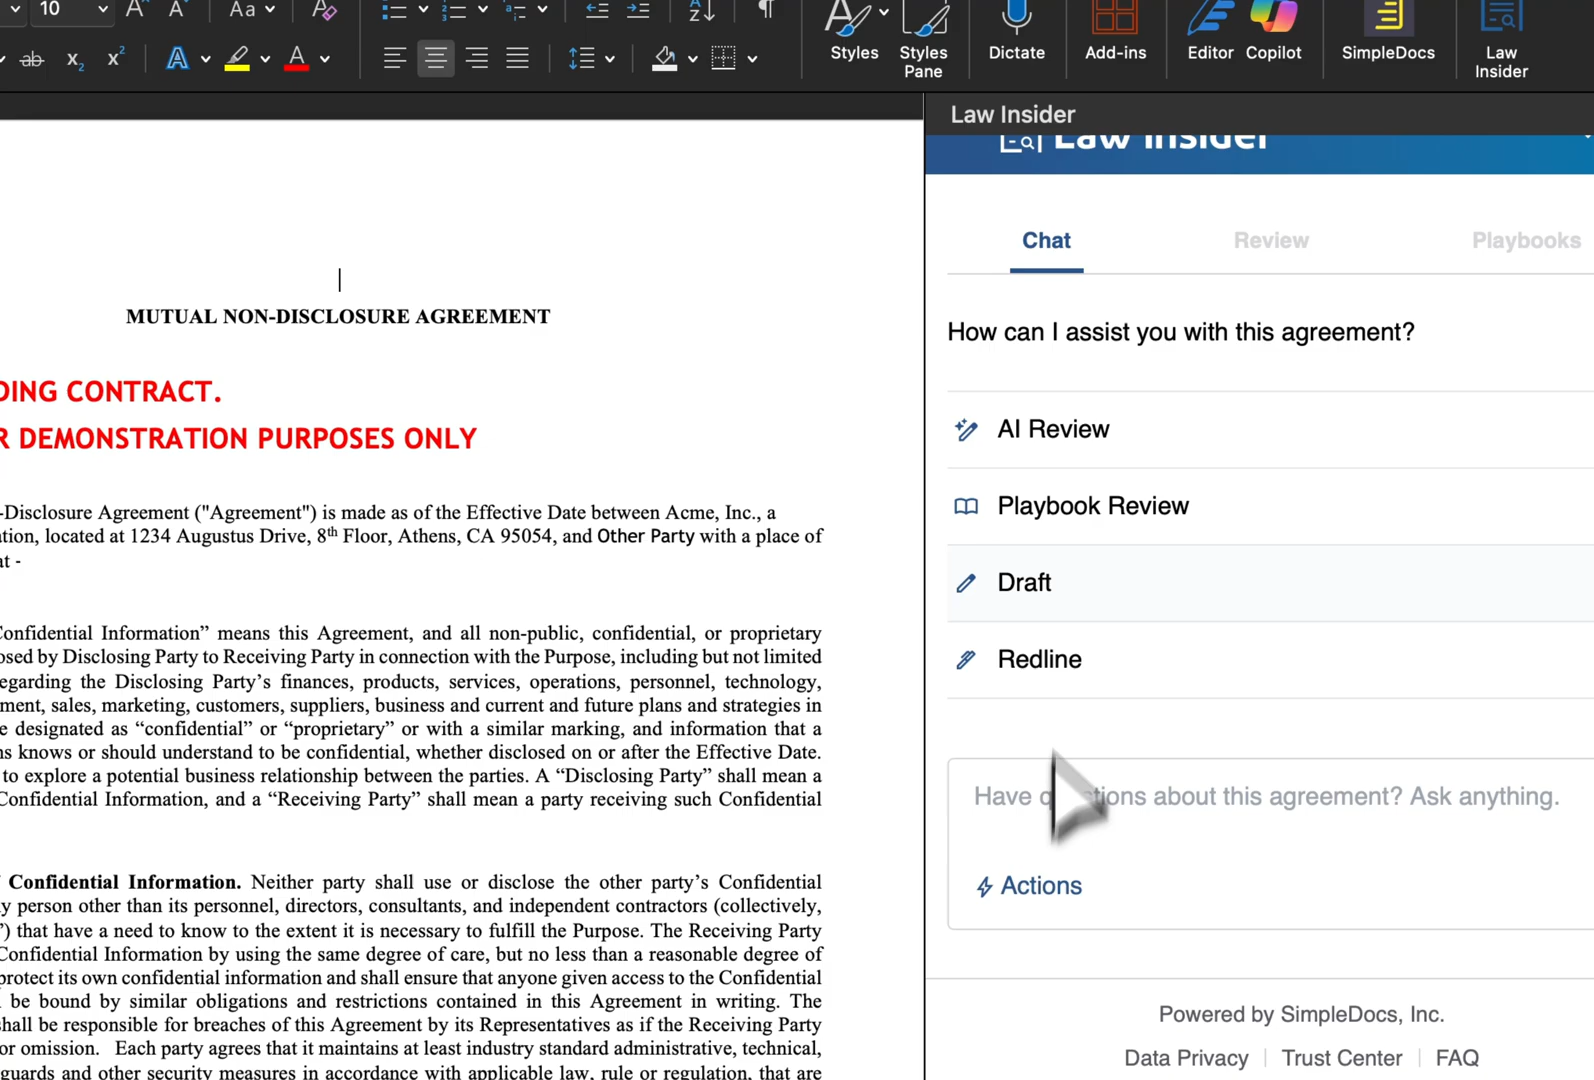 10
Aa
ab
x₂
x²
A
A
Styles
Styles
Pane
Dictate
Add-ins
Editor
Copilot
SimpleDocs
Law
Insider
MUTUAL NON-DISCLOSURE AGREEMENT
DING CONTRACT.
R DEMONSTRATION PURPOSES ONLY
-Disclosure Agreement ("Agreement") is made as of the Effective Date between Acme, Inc., a
ation, located at 1234 Augustus Drive, 8th Floor, Athens, CA 95054, and Other Party with a place of
at -
Confidential Information” means this Agreement, and all non-public, confidential, or proprietary
osed by Disclosing Party to Receiving Party in connection with the Purpose, including but not limited
egarding the Disclosing Party’s finances, products, services, operations, personnel, technology,
ment, sales, marketing, customers, suppliers, business and current and future plans and strategies in
e designated as “confidential” or “proprietary” or with a similar marking, and information that a
ns knows or should understand to be confidential, whether disclosed on or after the Effective Date.
to explore a potential business relationship between the parties. A “Disclosing Party” shall mean a
Confidential Information, and a “Receiving Party” shall mean a party receiving such Confidential
Confidential Information. Neither party shall use or disclose the other party’s Confidential
y person other than its personnel, directors, consultants, and independent contractors (collectively,
”) that have a need to know to the extent it is necessary to fulfill the Purpose. The Receiving Party
Confidential Information by using the same degree of care, but no less than a reasonable degree of
protect its own confidential information and shall ensure that anyone given access to the Confidential
be bound by similar obligations and restrictions contained in this Agreement in writing. The
shall be responsible for breaches of this Agreement by its Representatives as if the Receiving Party
or omission. Each party agrees that it maintains at least industry standard administrative, technical,
guards and other security measures in accordance with applicable law, rule or regulation, that are
Law Insider
Law Insider
Chat
Review
Playbooks
How can I assist you with this agreement?
AI Review
Playbook Review
Draft
Redline
Have questions about this agreement? Ask anything.
Actions
Powered by SimpleDocs, Inc.
Data Privacy
Trust Center
FAQ